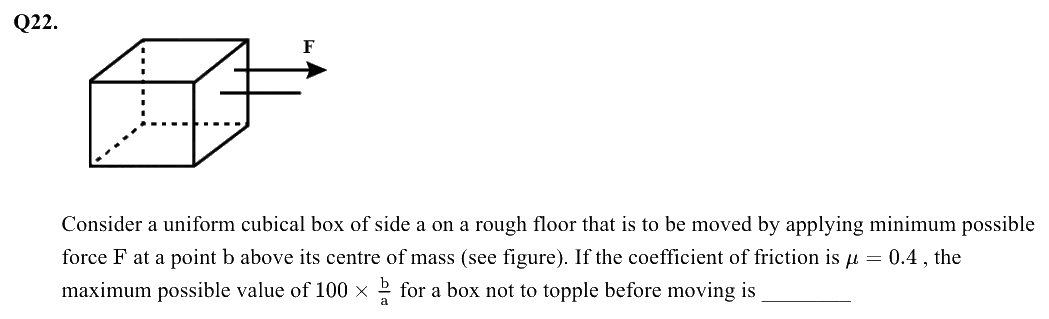 Q22.
F
Consider a uniform cubical box of side a on a rough floor that is to be moved by applying minimum possible
force F at a point b above its centre of mass (see figure). If the coefficient of friction is μ = 0.4 , the
maximum possible value of 100 × b/a for a box not to topple before moving is ________